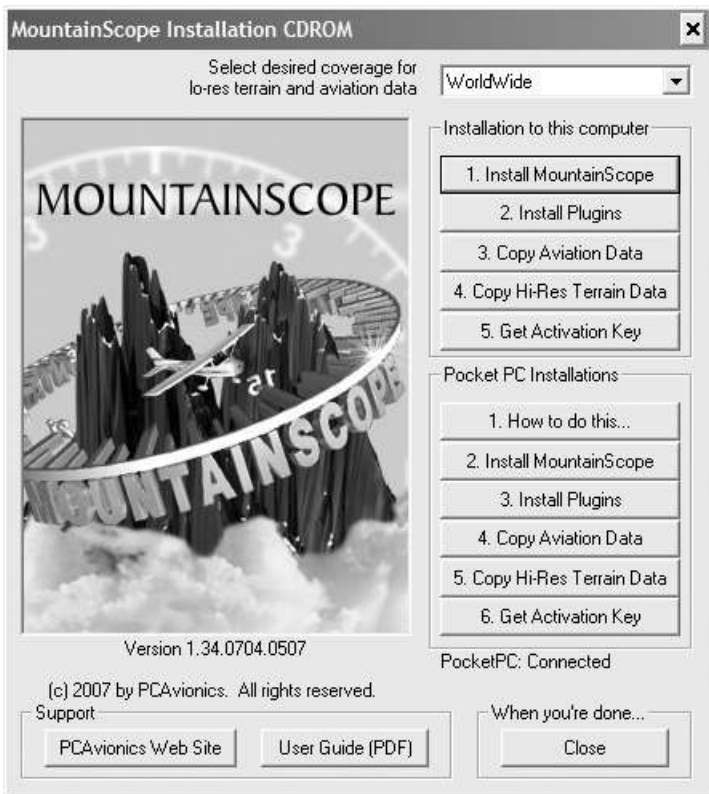 MountainScope Installation CDROM
Select desired coverage for
lo-res terrain and aviation data
WorldWide
MOUNTAINSCOPE
MOUNTAINSCOPE
Version 1.34.0704.0507
(c) 2007 by PCAvionics. All rights reserved.
Installation to this computer
1. Install MountainScope
2. Install Plugins
3. Copy Aviation Data
4. Copy Hi-Res Terrain Data
5. Get Activation Key
Pocket PC Installations
1. How to do this...
2. Install MountainScope
3. Install Plugins
4. Copy Aviation Data
5. Copy Hi-Res Terrain Data
6. Get Activation Key
PocketPC: Connected
Support
PCAvionics Web Site
User Guide (PDF)
When you're done...
Close